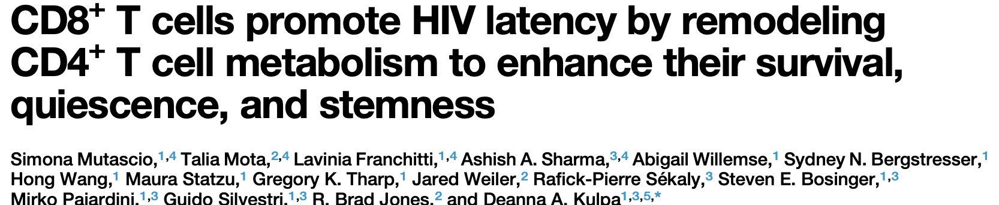 CD8⁺ T cells promote HIV latency by remodeling
CD4⁺ T cell metabolism to enhance their survival,
quiescence, and stemness
Simona Mutascio,¹,⁴ Talia Mota,²,⁴ Lavinia Franchitti,¹,⁴ Ashish A. Sharma,³,⁴ Abigail Willemse,¹ Sydney N. Bergstresser,¹
Hong Wang,¹ Maura Statzu,¹ Gregory K. Tharp,¹ Jared Weiler,² Rafick-Pierre Sékaly,³ Steven E. Bosinger,¹,³
Mirko Paiardini,¹,³ Guido Silvestri,¹,³ R. Brad Jones,² and Deanna A. Kulpa¹,³,⁵,*